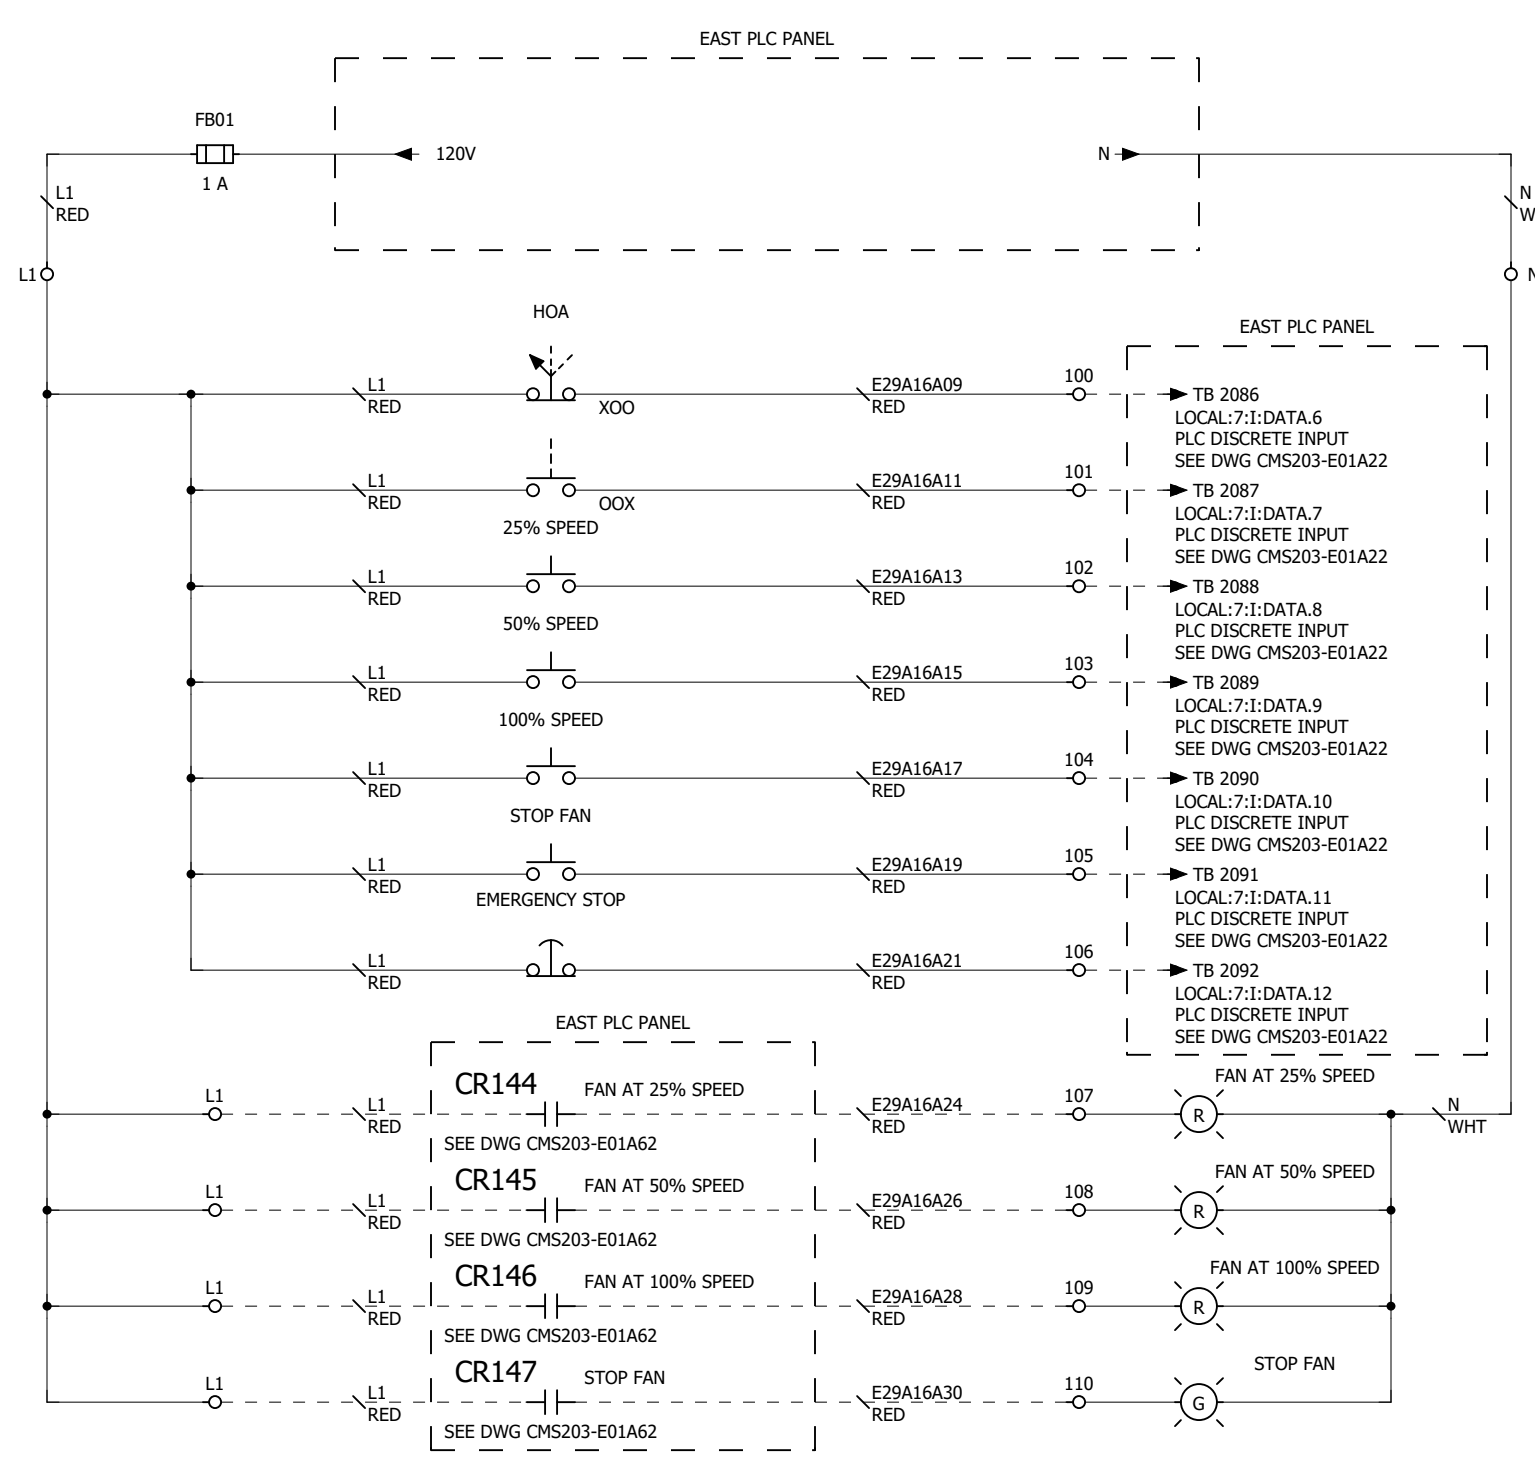 EAST PLC PANEL
FB01
120V
N
1 A
L1
RED
N
W
L1
N
HOA
EAST PLC PANEL
L1
RED
XOO
E29A16A09
RED
100
TB 2086
LOCAL:7:I:DATA.6
PLC DISCRETE INPUT
SEE DWG CMS203-E01A22
L1
RED
OOX
E29A16A11
RED
101
TB 2087
LOCAL:7:I:DATA.7
PLC DISCRETE INPUT
SEE DWG CMS203-E01A22
25% SPEED
L1
RED
E29A16A13
RED
102
TB 2088
LOCAL:7:I:DATA.8
PLC DISCRETE INPUT
SEE DWG CMS203-E01A22
50% SPEED
L1
RED
E29A16A15
RED
103
TB 2089
LOCAL:7:I:DATA.9
PLC DISCRETE INPUT
SEE DWG CMS203-E01A22
100% SPEED
L1
RED
E29A16A17
RED
104
TB 2090
LOCAL:7:I:DATA.10
PLC DISCRETE INPUT
SEE DWG CMS203-E01A22
STOP FAN
L1
RED
E29A16A19
RED
105
TB 2091
LOCAL:7:I:DATA.11
PLC DISCRETE INPUT
SEE DWG CMS203-E01A22
EMERGENCY STOP
L1
RED
E29A16A21
RED
106
TB 2092
LOCAL:7:I:DATA.12
PLC DISCRETE INPUT
SEE DWG CMS203-E01A22
EAST PLC PANEL
L1
L1
RED
CR144
FAN AT 25% SPEED
SEE DWG CMS203-E01A62
E29A16A24
RED
107
FAN AT 25% SPEED
R
N
WHT
L1
L1
RED
CR145
FAN AT 50% SPEED
SEE DWG CMS203-E01A62
E29A16A26
RED
108
FAN AT 50% SPEED
R
L1
L1
RED
CR146
FAN AT 100% SPEED
SEE DWG CMS203-E01A62
E29A16A28
RED
109
FAN AT 100% SPEED
R
L1
L1
RED
CR147
STOP FAN
SEE DWG CMS203-E01A62
E29A16A30
RED
110
STOP FAN
G